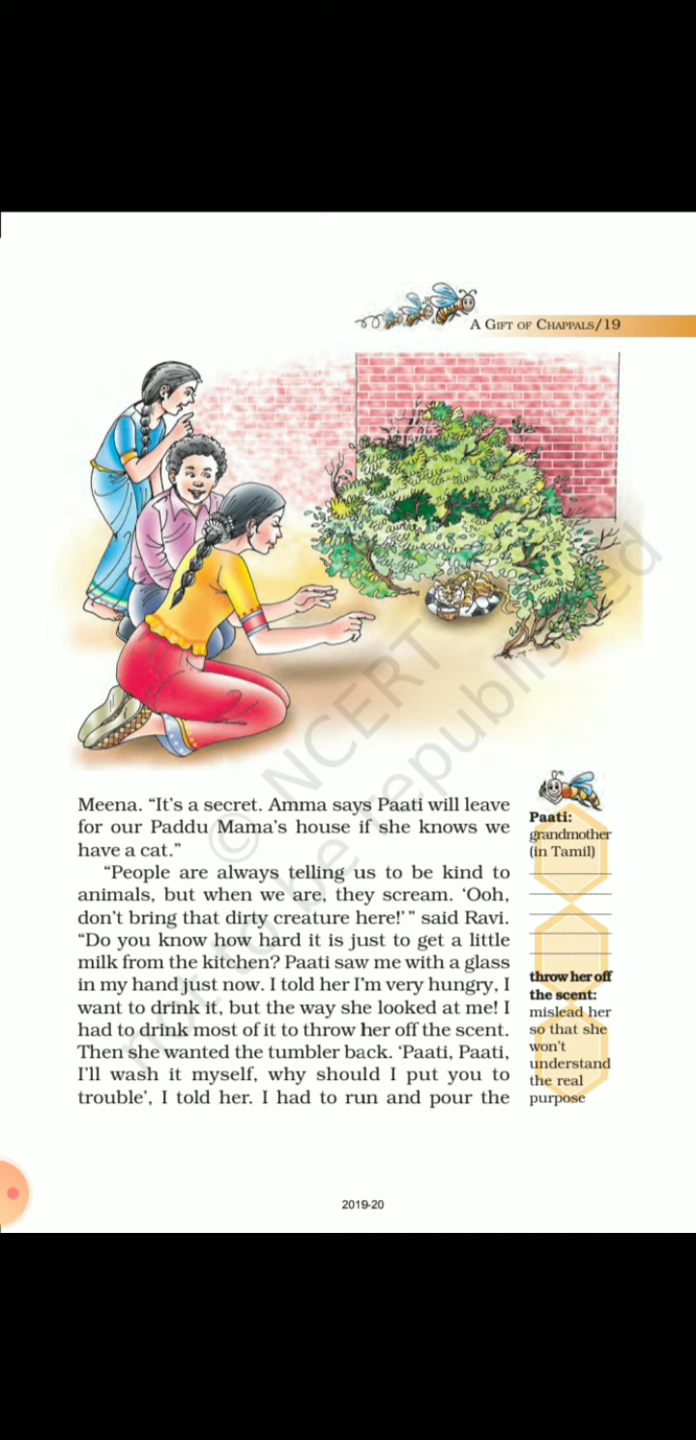 A GIFT OF CHAPPALS/19
Meena. “It’s a secret. Amma says Paati will leave
for our Paddu Mama’s house if she knows we
have a cat.”
“People are always telling us to be kind to
animals, but when we are, they scream. ‘Ooh,
don’t bring that dirty creature here!’ ” said Ravi.
“Do you know how hard it is just to get a little
milk from the kitchen? Paati saw me with a glass
in my hand just now. I told her I’m very hungry, I
want to drink it, but the way she looked at me! I
had to drink most of it to throw her off the scent.
Then she wanted the tumbler back. ‘Paati, Paati,
I’ll wash it myself, why should I put you to
trouble’, I told her. I had to run and pour the
Paati:
grandmother
(in Tamil)
throw her off
the scent:
mislead her
so that she
won’t
understand
the real
purpose
© NCERT
not to be republished
2019-20